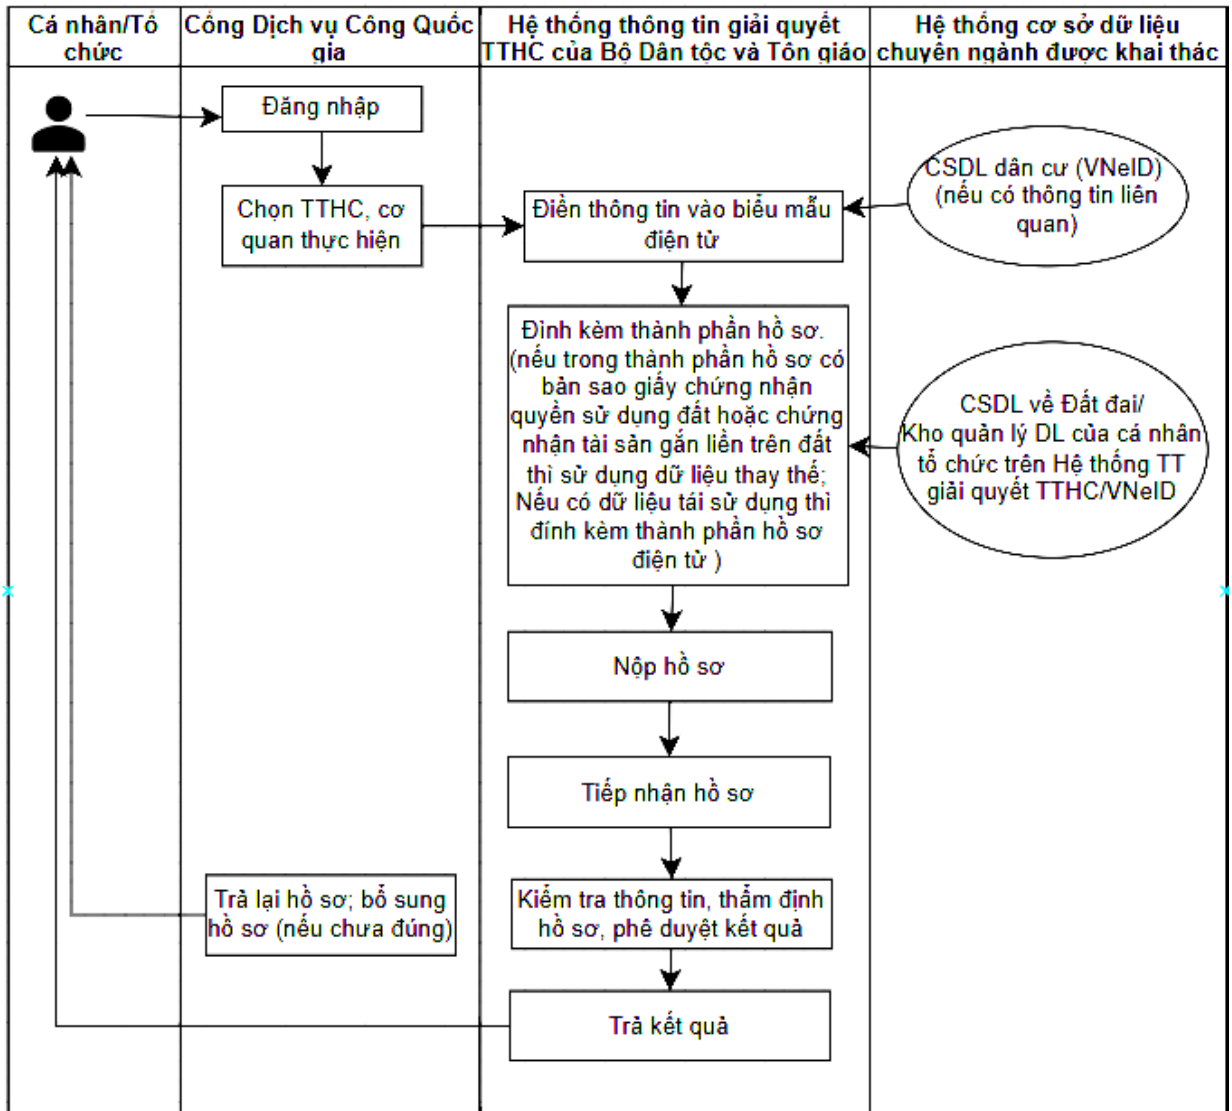 Cá nhân/Tổ
chức
Cổng Dịch vụ Công Quốc
gia
Hệ thống thông tin giải quyết
TTHC của Bộ Dân tộc và Tôn giáo
Hệ thống cơ sở dữ liệu
chuyên ngành được khai thác
Đăng nhập
Chọn TTHC, cơ
quan thực hiện
Điền thông tin vào biểu mẫu
điện tử
CSDL dân cư (VNeID)
(nếu có thông tin liên
quan)
Đính kèm thành phần hồ sơ.
(nếu trong thành phần hồ sơ có
bản sao giấy chứng nhận
quyền sử dụng đất hoặc chứng
nhận tài sản gắn liền trên đất
thì sử dụng dữ liệu thay thế;
Nếu có dữ liệu tái sử dụng thì
đính kèm thành phần hồ sơ
điện tử )
CSDL về Đất đai/
Kho quản lý DL của cá nhân
tổ chức trên Hệ thống TT
giải quyết TTHC/VNeID
Nộp hồ sơ
Tiếp nhận hồ sơ
Trả lại hồ sơ; bổ sung
hồ sơ (nếu chưa đúng)
Kiểm tra thông tin, thẩm định
hồ sơ, phê duyệt kết quả
Trả kết quả